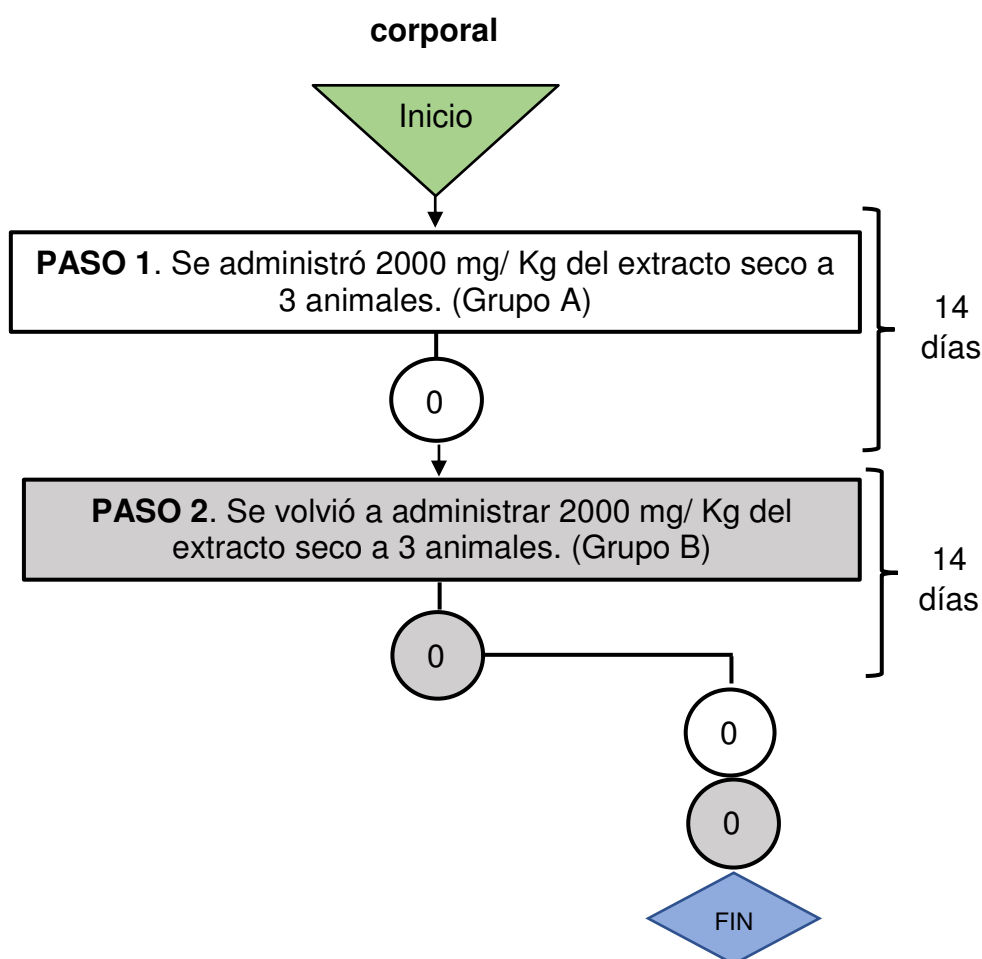 corporal
Inicio
PASO 1. Se administró 2000 mg/ Kg del extracto seco a
3 animales. (Grupo A)
14
días
0
PASO 2. Se volvió a administrar 2000 mg/ Kg del
extracto seco a 3 animales. (Grupo B)
14
días
0
0
0
FIN